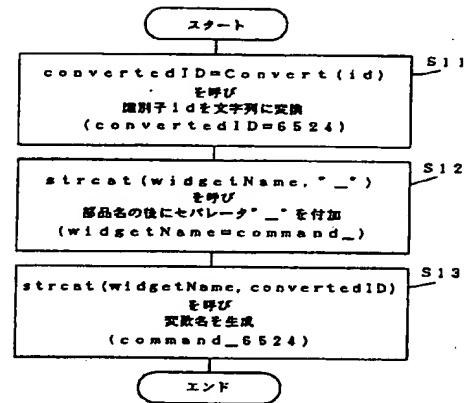 スタート
S11
convertedID=Convert(id)
を呼び
識別子idを文字列に変換
(convertedID=6524)
S12
strcat(widgetName,"_")
を呼び
部品名の後にセパレータ"_"を付加
(widgetName=command_)
S13
strcat(widgetName,convertedID)
を呼び
変数名を生成
(command_6524)
エンド